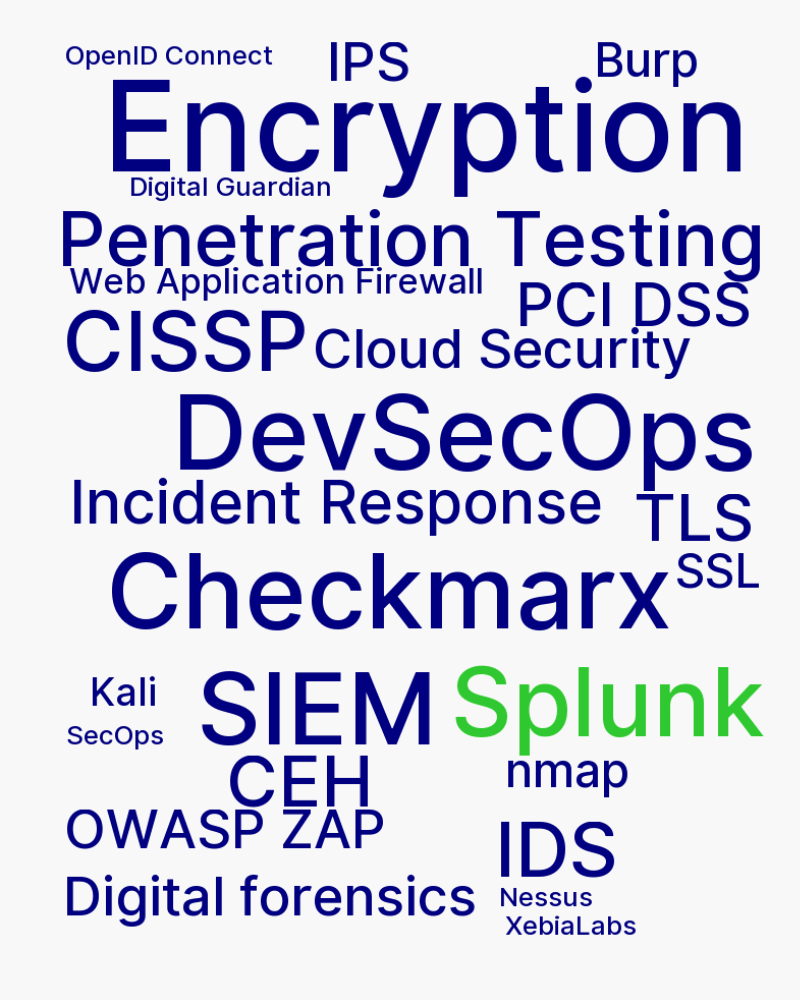 OpenID Connect
IPS
Burp
Encryption
Digital Guardian
Penetration Testing
Web Application Firewall
PCI DSS
CISSP
Cloud Security
DevSecOps
Incident Response
TLS
Checkmarx
SSL
Kali
SIEM
Splunk
SecOps
CEH
nmap
OWASP ZAP
IDS
Digital forensics
Nessus
XebiaLabs